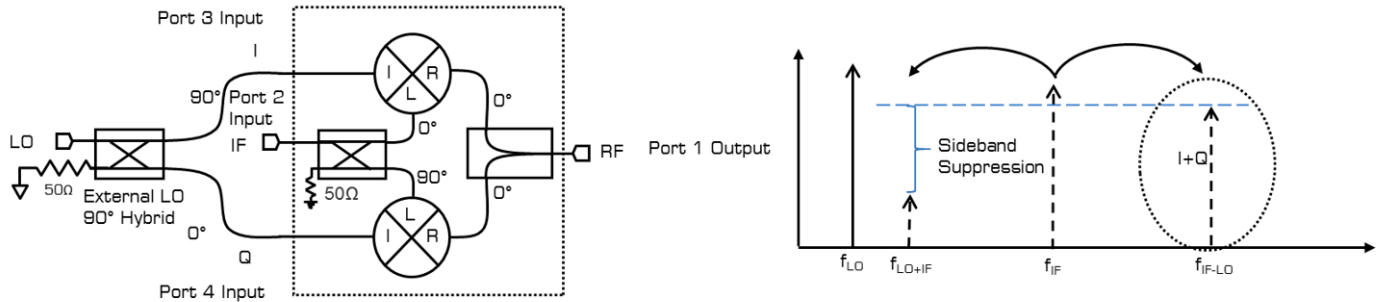 Port 3 Input
I
90°
Port 2
Input
LO
IF
50Ω
External LO
90° Hybrid
0°
Q
Port 4 Input
I
R
L
0°
0°
90°
50Ω
L
I
R
0°
RF
Port 1 Output
Sideband
Suppression
I+Q
fLO
fLO+IF
fIF
fIF-LO